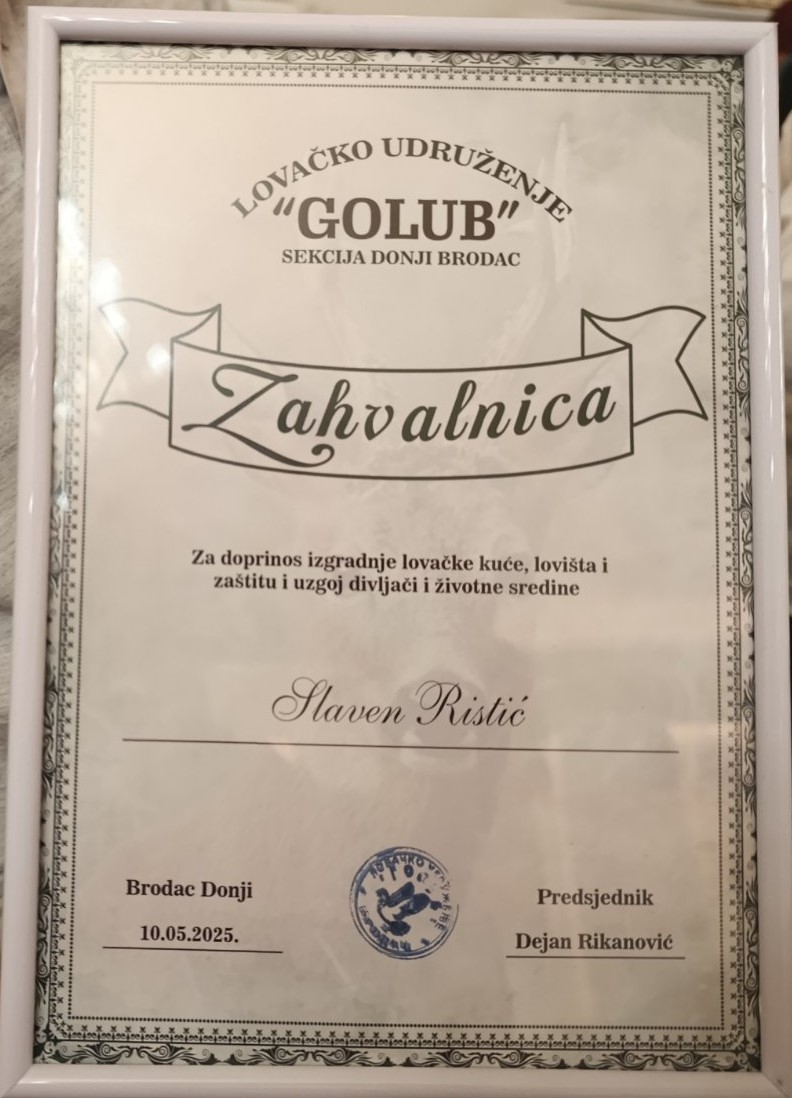 LOVAČKO UDRUŽENJE
"GOLUB"
SEKCIJA DONJI BRODAC
Zahvalnica
Za doprinos izgradnje lovačke kuće, lovišta i
zaštitu i uzgoj divljači i životne sredine
Slaven Ristić
Brodac Donji
10.05.2025.
Predsjednik
Dejan Rikanović